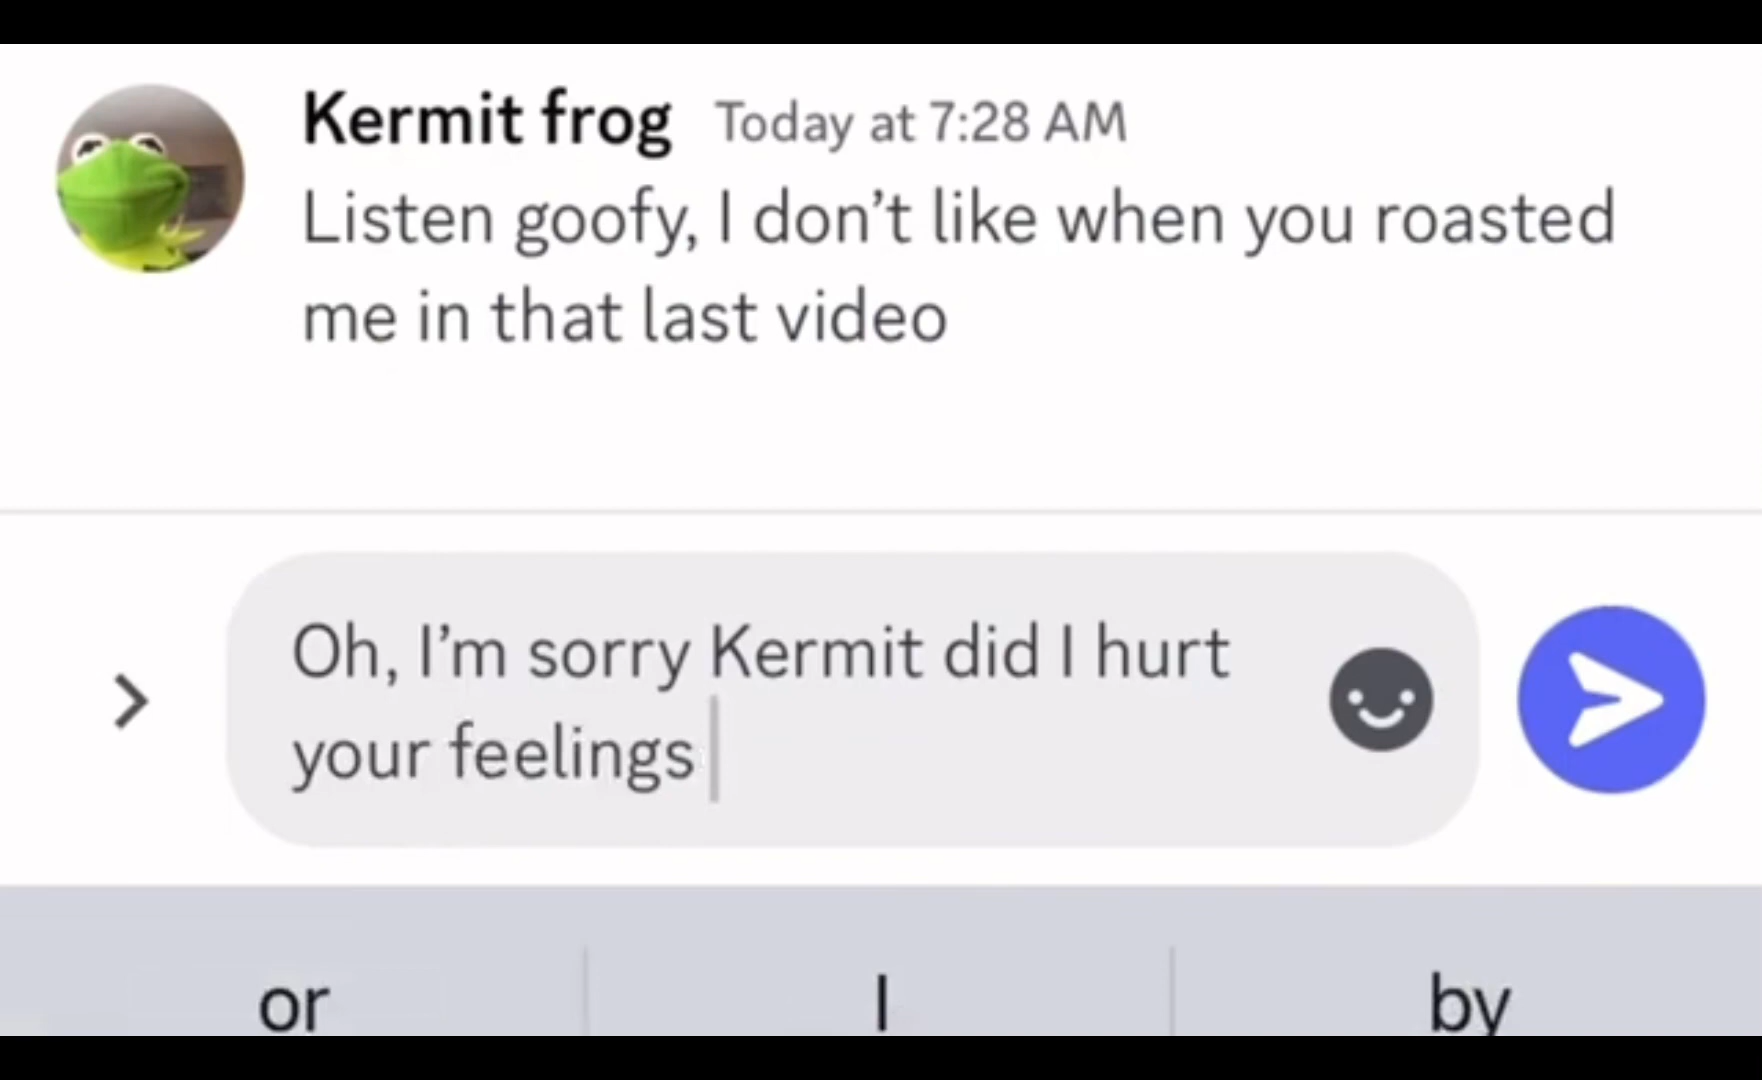 Kermit frog Today at 7:28 AM
Listen goofy, I don’t like when you roasted
me in that last video
Oh, I’m sorry Kermit did I hurt
your feelings
or I by